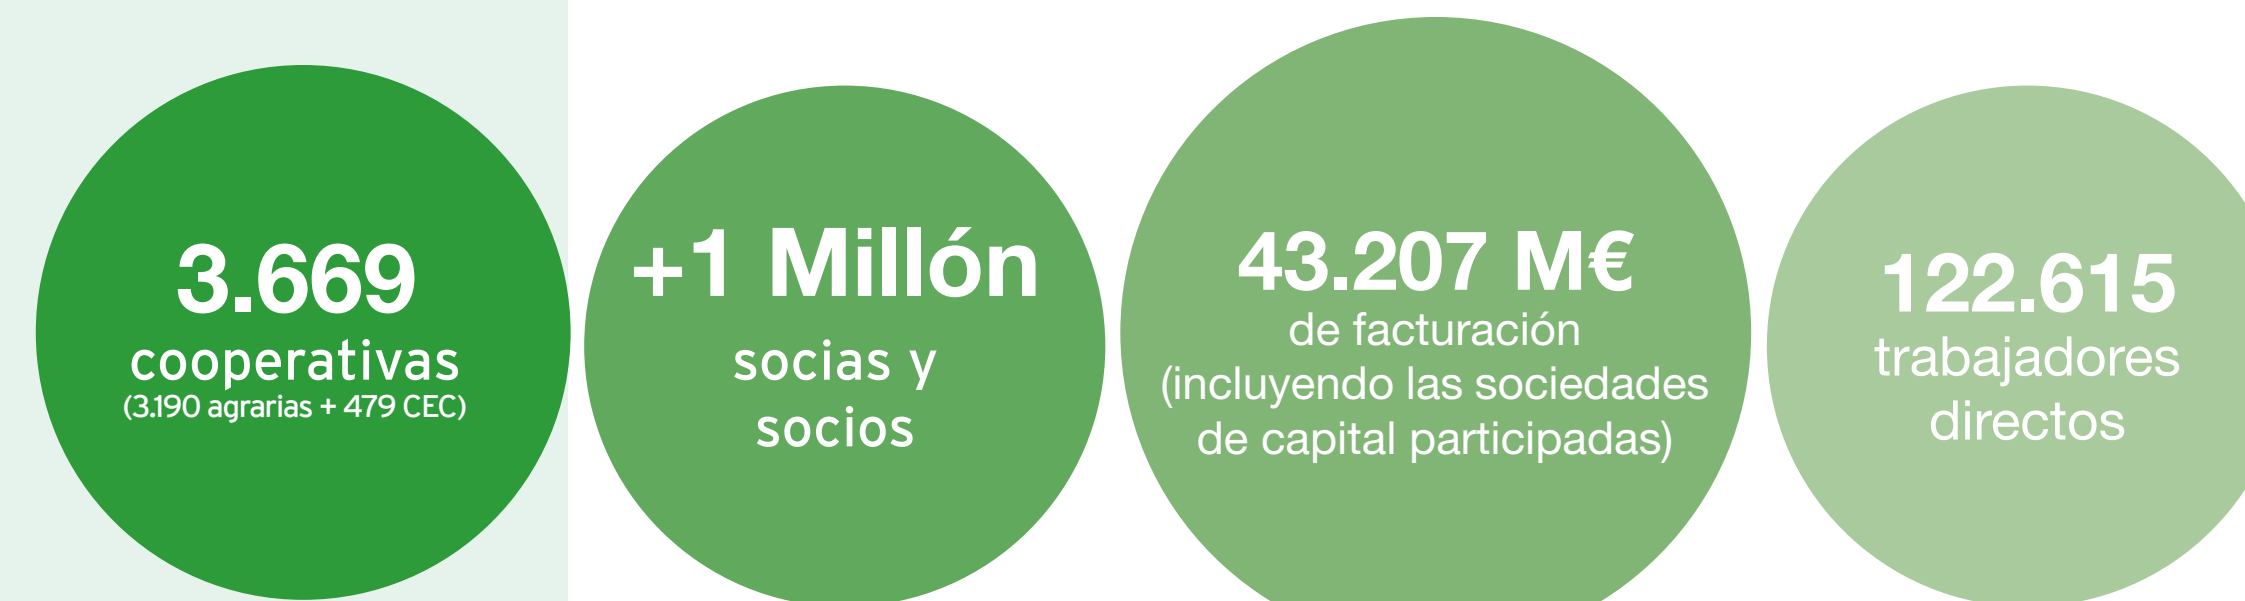 3.669
cooperativas
(3.190 agrarias + 479 CEC)
+1 Millón
socias y
socios
43.207 M€
de facturación
(incluyendo las sociedades
de capital participadas)
122.615
trabajadores
directos